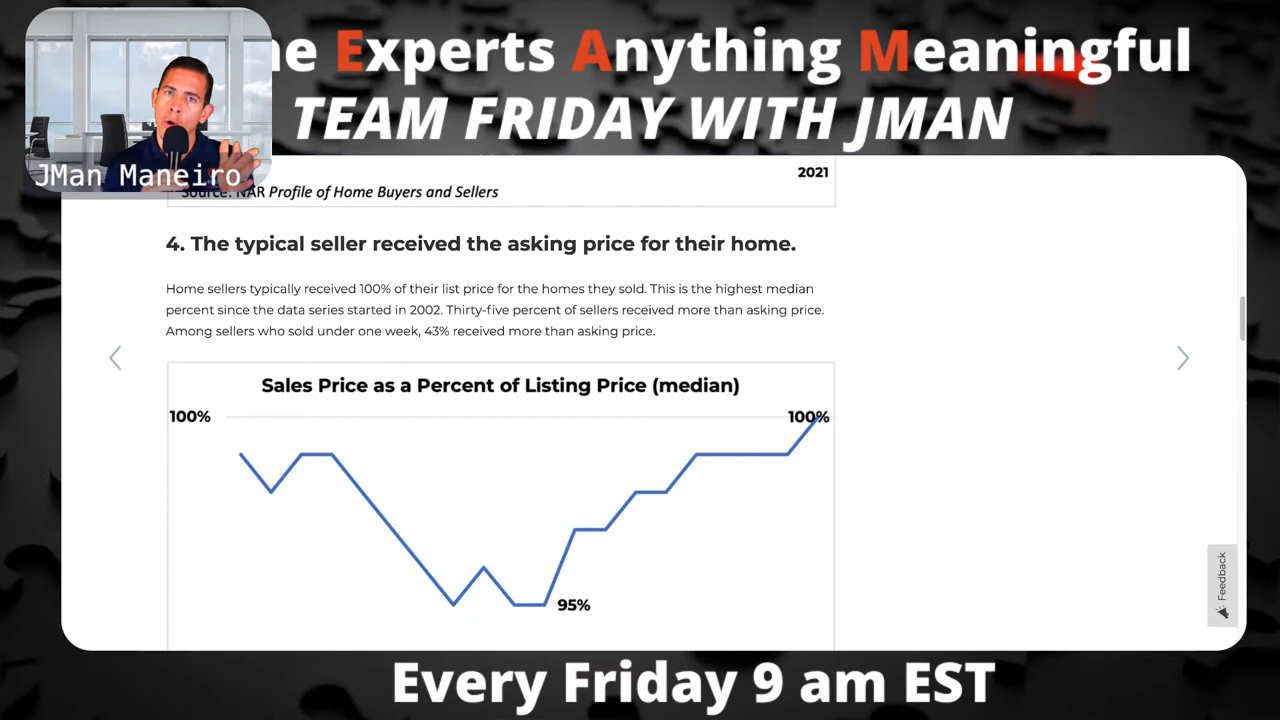 e Experts Anything Meaningful
TEAM FRIDAY WITH JMAN
JMan Maneiro
2021
Source: NAR Profile of Home Buyers and Sellers
4. The typical seller received the asking price for their home.
Home sellers typically received 100% of their list price for the homes they sold. This is the highest median
percent since the data series started in 2002. Thirty-five percent of sellers received more than asking price.
Among sellers who sold under one week, 43% received more than asking price.
Sales Price as a Percent of Listing Price (median)
100%
100%
95%
Feedback
Every Friday 9 am EST